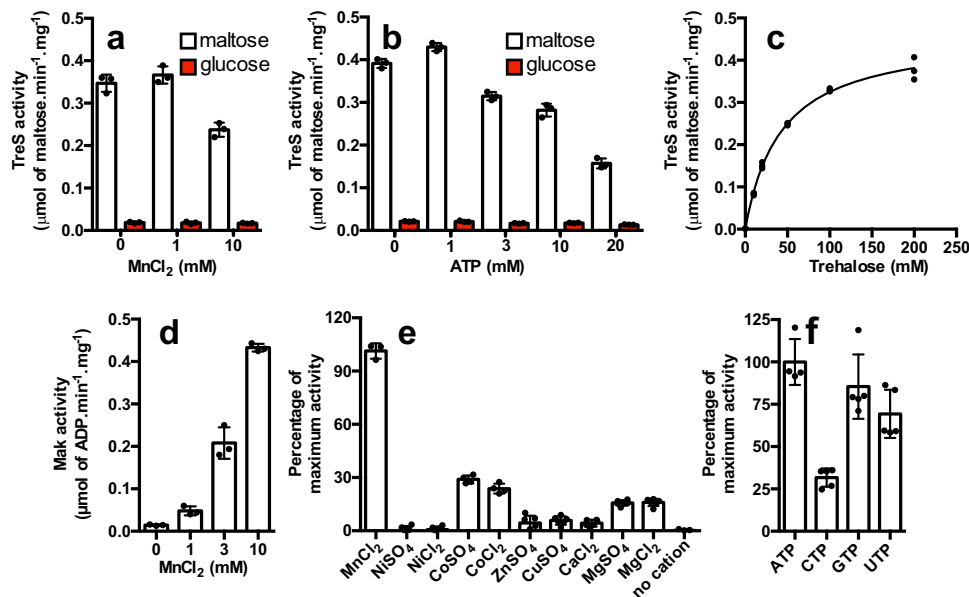 a
maltose
glucose
TreS activity
(μmol of maltose.min⁻¹.mg⁻¹)
0.5
0.4
0.3
0.2
0.1
0.0
0 1 10
MnCl₂ (mM)
b
maltose
glucose
TreS activity
(μmol of maltose.min⁻¹.mg⁻¹)
0.5
0.4
0.3
0.2
0.1
0.0
0 1 3 10 20
ATP (mM)
c
TreS activity
(μmol of maltose.min⁻¹.mg⁻¹)
0.5
0.4
0.3
0.2
0.1
0.0
0 50 100 150 200 250
Trehalose (mM)
d
Mak activity
(μmol of ADP.min⁻¹.mg⁻¹)
0.5
0.4
0.3
0.2
0.1
0.0
0 1 3 10
MnCl₂ (mM)
e
Percentage of
maximum activity
120
90
60
30
0
MnCl₂
NiSO₄
NiCl₂
CoSO₄
CoCl₂
ZnSO₄
CuSO₄
CaCl₂
MgSO₄
MgCl₂
no cation
f
Percentage of
maximum activity
125
100
75
50
25
0
ATP
CTP
GTP
UTP